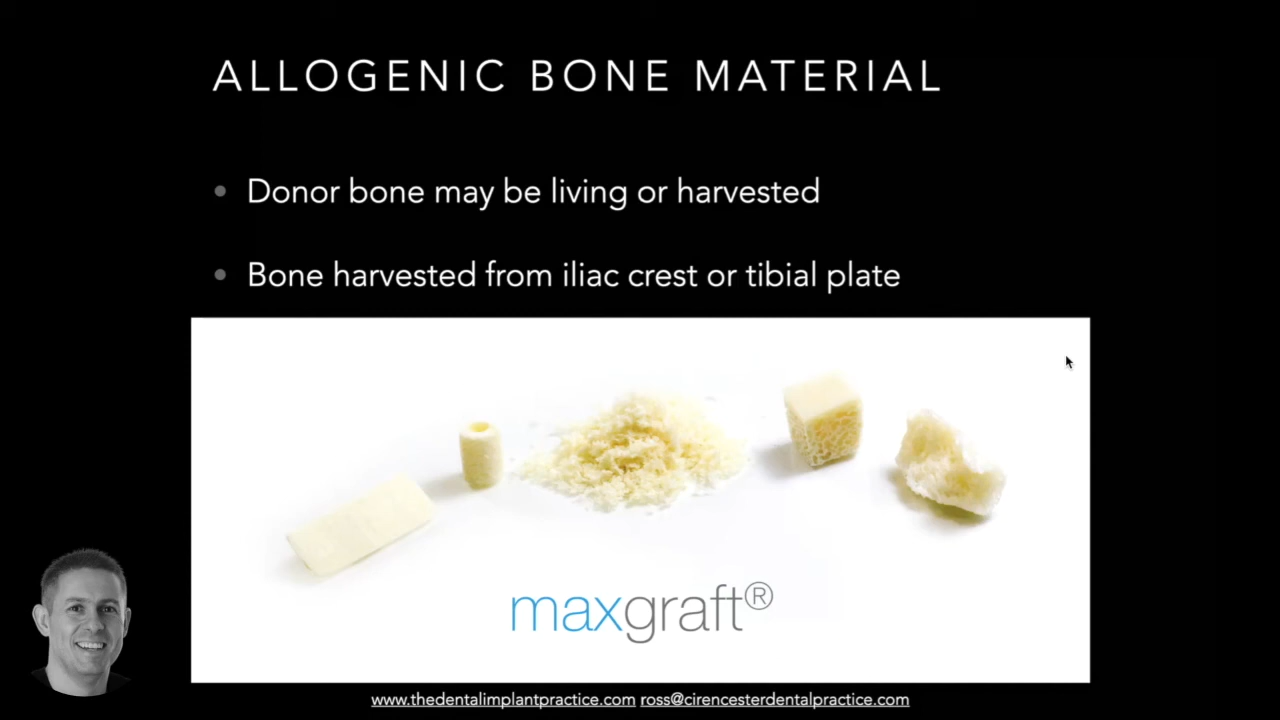 ALLOGENIC BONE MATERIAL
• Donor bone may be living or harvested
• Bone harvested from iliac crest or tibial plate
maxgraft®
www.thedentalimplantpractice.com ross@cirencesterdentalpractice.com